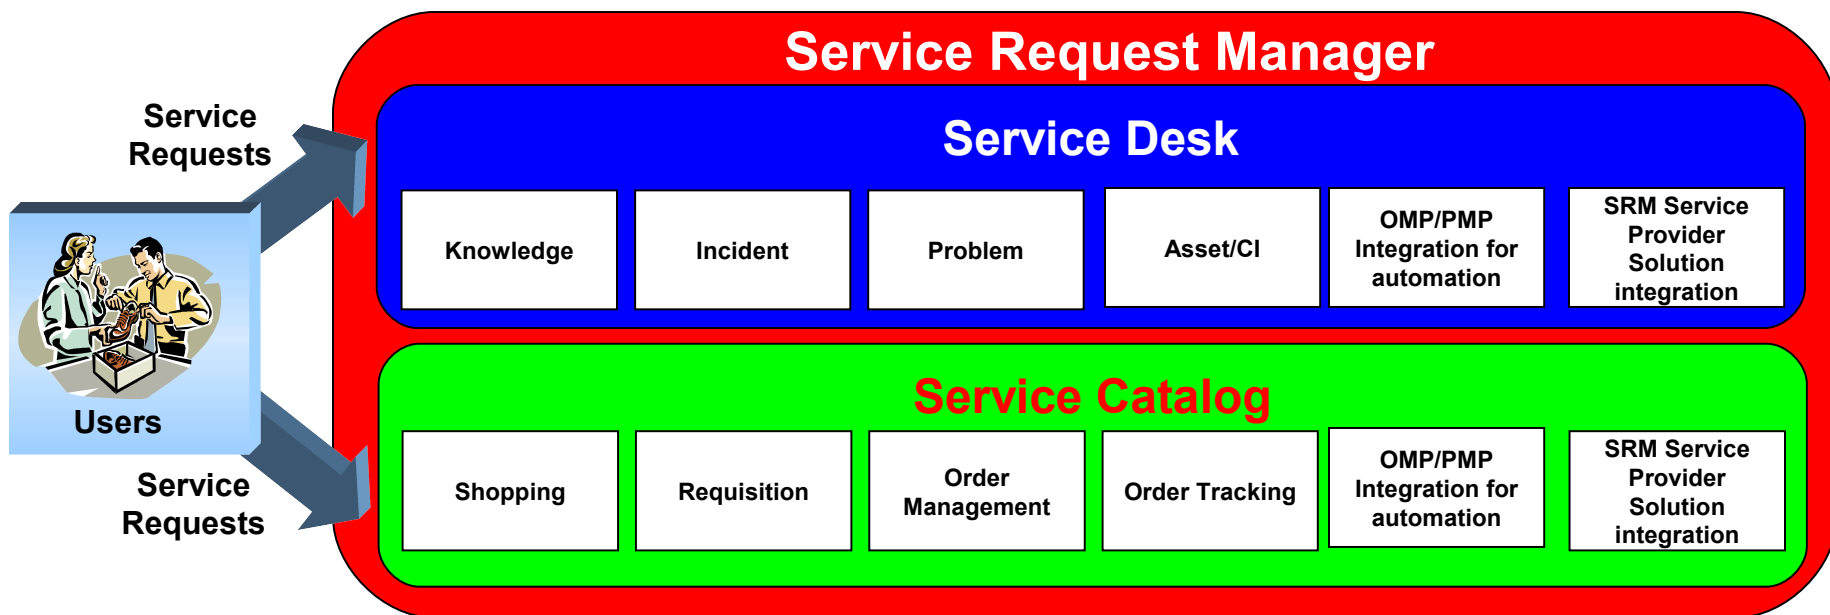 Service Request Manager
Service
Requests
Service Desk
Knowledge
Incident
Problem
Asset/CI
OMP/PMP
Integration for
automation
SRM Service
Provider
Solution
integration
Users
Service
Requests
Service Catalog
Shopping
Requisition
Order
Management
Order Tracking
OMP/PMP
Integration for
automation
SRM Service
Provider
Solution
integration